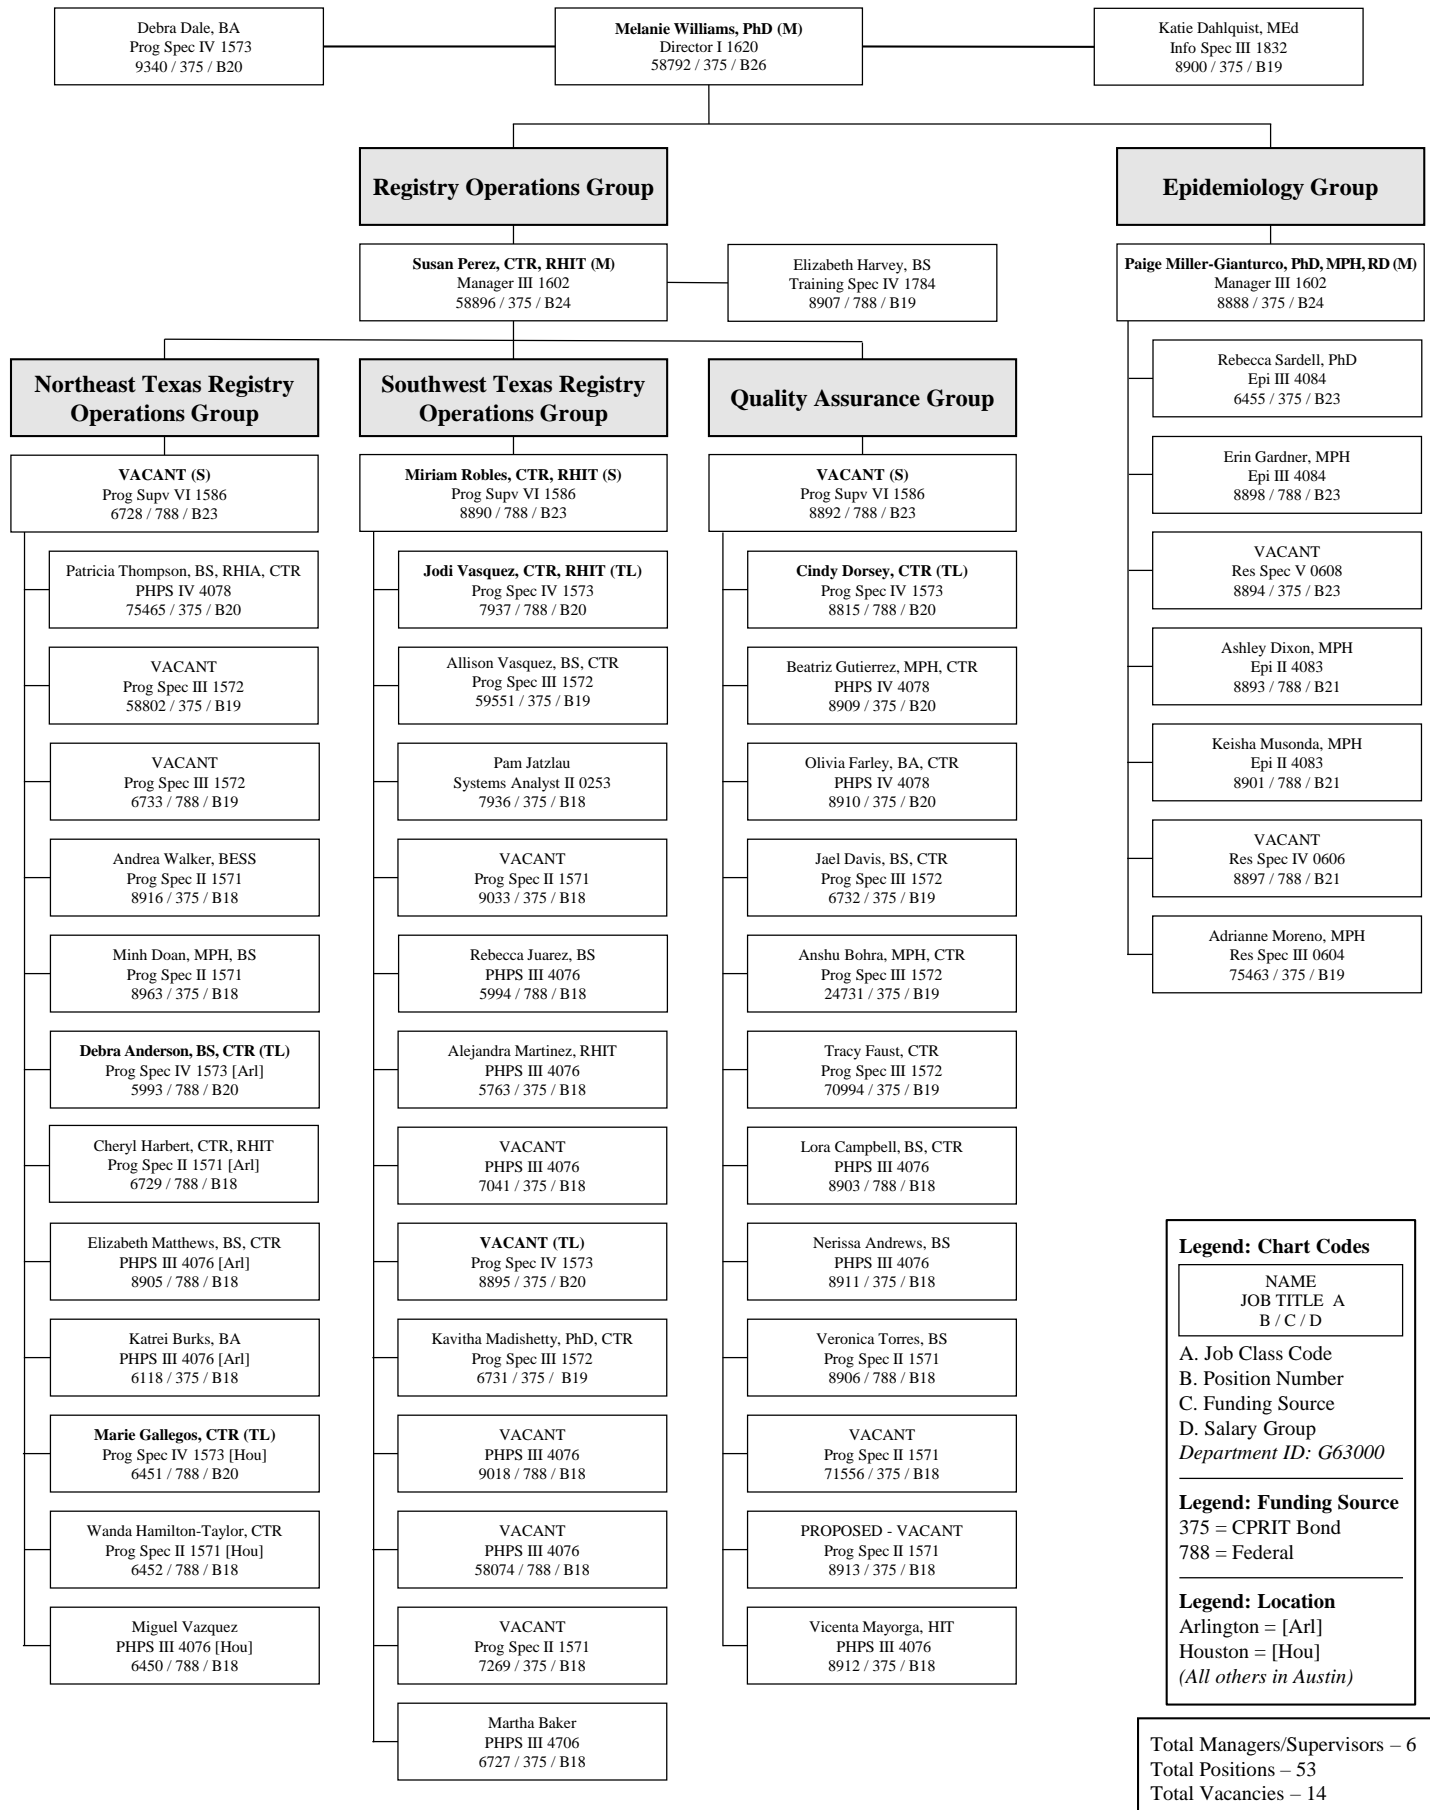 Debra Dale, BA
Prog Spec IV 1573
9340 / 375 / B20
Melanie Williams, PhD (M)
Director I 1620
58792 / 375 / B26
Katie Dahlquist, MEd
Info Spec III 1832
8900 / 375 / B19
Registry Operations Group
Susan Perez, CTR, RHIT (M)
Manager III 1602
58896 / 375 / B24
Elizabeth Harvey, BS
Training Spec IV 1784
8907 / 788 / B19
Northeast Texas Registry
Operations Group
VACANT (S)
Prog Supv VI 1586
6728 / 788 / B23
Patricia Thompson, BS, RHIA, CTR
PHPS IV 4078
75465 / 375 / B20
VACANT
Prog Spec III 1572
58802 / 375 / B19
VACANT
Prog Spec III 1572
6733 / 788 / B19
Andrea Walker, BESS
Prog Spec II 1571
8916 / 375 / B18
Minh Doan, MPH, BS
Prog Spec II 1571
8963 / 375 / B18
Debra Anderson, BS, CTR (TL)
Prog Spec IV 1573 [Arl]
5993 / 788 / B20
Cheryl Harbert, CTR, RHIT
Prog Spec II 1571 [Arl]
6729 / 788 / B18
Elizabeth Matthews, BS, CTR
PHPS III 4076 [Arl]
8905 / 788 / B18
Katrei Burks, BA
PHPS III 4076 [Arl]
6118 / 375 / B18
Marie Gallegos, CTR (TL)
Prog Spec IV 1573 [Hou]
6451 / 788 / B20
Wanda Hamilton-Taylor, CTR
Prog Spec II 1571 [Hou]
6452 / 788 / B18
Miguel Vazquez
PHPS III 4076 [Hou]
6450 / 788 / B18
Southwest Texas Registry
Operations Group
Miriam Robles, CTR, RHIT (S)
Prog Supv VI 1586
8890 / 788 / B23
Jodi Vasquez, CTR, RHIT (TL)
Prog Spec IV 1573
7937 / 788 / B20
Allison Vasquez, BS, CTR
Prog Spec III 1572
59551 / 375 / B19
Pam Jatzlau
Systems Analyst II 0253
7936 / 375 / B18
VACANT
Prog Spec II 1571
9033 / 375 / B18
Rebecca Juarez, BS
PHPS III 4076
5994 / 788 / B18
Alejandra Martinez, RHIT
PHPS III 4076
5763 / 375 / B18
VACANT
PHPS III 4076
7041 / 375 / B18
VACANT (TL)
Prog Spec IV 1573
8895 / 375 / B20
Kavitha Madishetty, PhD, CTR
Prog Spec III 1572
6731 / 375 / B19
VACANT
PHPS III 4076
9018 / 788 / B18
VACANT
PHPS III 4076
58074 / 788 / B18
VACANT
Prog Spec II 1571
7269 / 375 / B18
Martha Baker
PHPS III 4706
6727 / 375 / B18
Quality Assurance Group
VACANT (S)
Prog Supv VI 1586
8892 / 788 / B23
Cindy Dorsey, CTR (TL)
Prog Spec IV 1573
8815 / 788 / B20
Beatriz Gutierrez, MPH, CTR
PHPS IV 4078
8909 / 375 / B20
Olivia Farley, BA, CTR
PHPS IV 4078
8910 / 375 / B20
Jael Davis, BS, CTR
Prog Spec III 1572
6732 / 375 / B19
Anshu Bohra, MPH, CTR
Prog Spec III 1572
24731 / 375 / B19
Tracy Faust, CTR
Prog Spec III 1572
70994 / 375 / B19
Lora Campbell, BS, CTR
PHPS III 4076
8903 / 788 / B18
Nerissa Andrews, BS
PHPS III 4076
8911 / 375 / B18
Veronica Torres, BS
Prog Spec II 1571
8906 / 788 / B18
VACANT
Prog Spec II 1571
71556 / 375 / B18
PROPOSED - VACANT
Prog Spec II 1571
8913 / 375 / B18
Vicenta Mayorga, HIT
PHPS III 4076
8912 / 375 / B18
Epidemiology Group
Paige Miller-Gianturco, PhD, MPH, RD (M)
Manager III 1602
8888 / 375 / B24
Rebecca Sardell, PhD
Epi III 4084
6455 / 375 / B23
Erin Gardner, MPH
Epi III 4084
8898 / 788 / B23
VACANT
Res Spec V 0608
8894 / 375 / B23
Ashley Dixon, MPH
Epi II 4083
8893 / 788 / B21
Keisha Musonda, MPH
Epi II 4083
8901 / 788 / B21
VACANT
Res Spec IV 0606
8897 / 788 / B21
Adrianne Moreno, MPH
Res Spec III 0604
75463 / 375 / B19
Legend: Chart Codes
NAME
JOB TITLE A
B / C / D
A. Job Class Code
B. Position Number
C. Funding Source
D. Salary Group
Department ID: G63000
Legend: Funding Source
375 = CPRIT Bond
788 = Federal
Legend: Location
Arlington = [Arl]
Houston = [Hou]
(All others in Austin)
Total Managers/Supervisors – 6
Total Positions – 53
Total Vacancies – 14